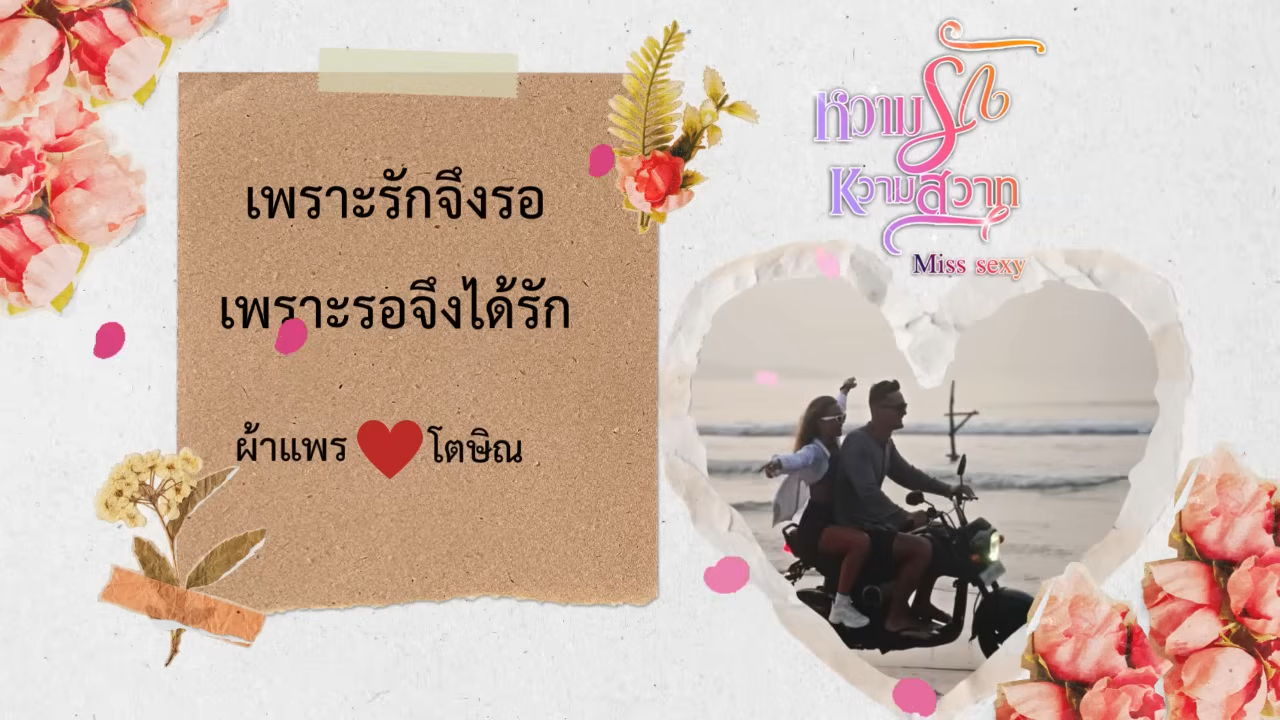 เพราะรักจึงรอ
เพราะรอจึงได้รัก
ผ้าแพร ❤ โตษิณ
หวามรัก
Kวามสวาท
Miss sexy